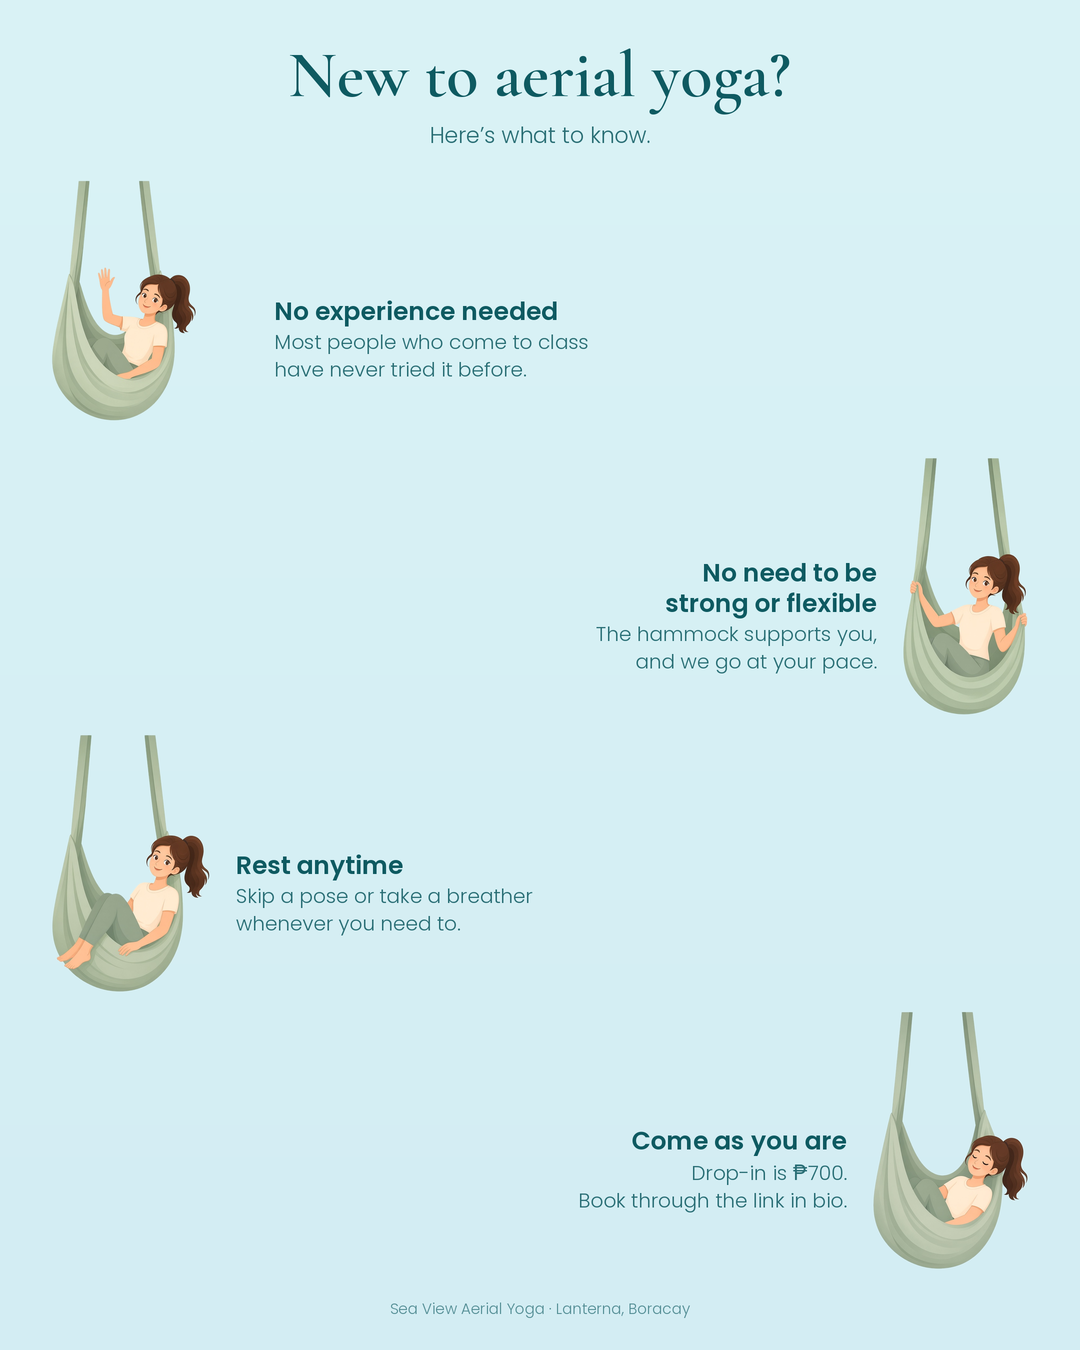 New to aerial yoga?
Here’s what to know.
No experience needed
Most people who come to class
have never tried it before.
No need to be
strong or flexible
The hammock supports you,
and we go at your pace.
Rest anytime
Skip a pose or take a breather
whenever you need to.
Come as you are
Drop-in is ₱700.
Book through the link in bio.
Sea View Aerial Yoga · Lanterna, Boracay